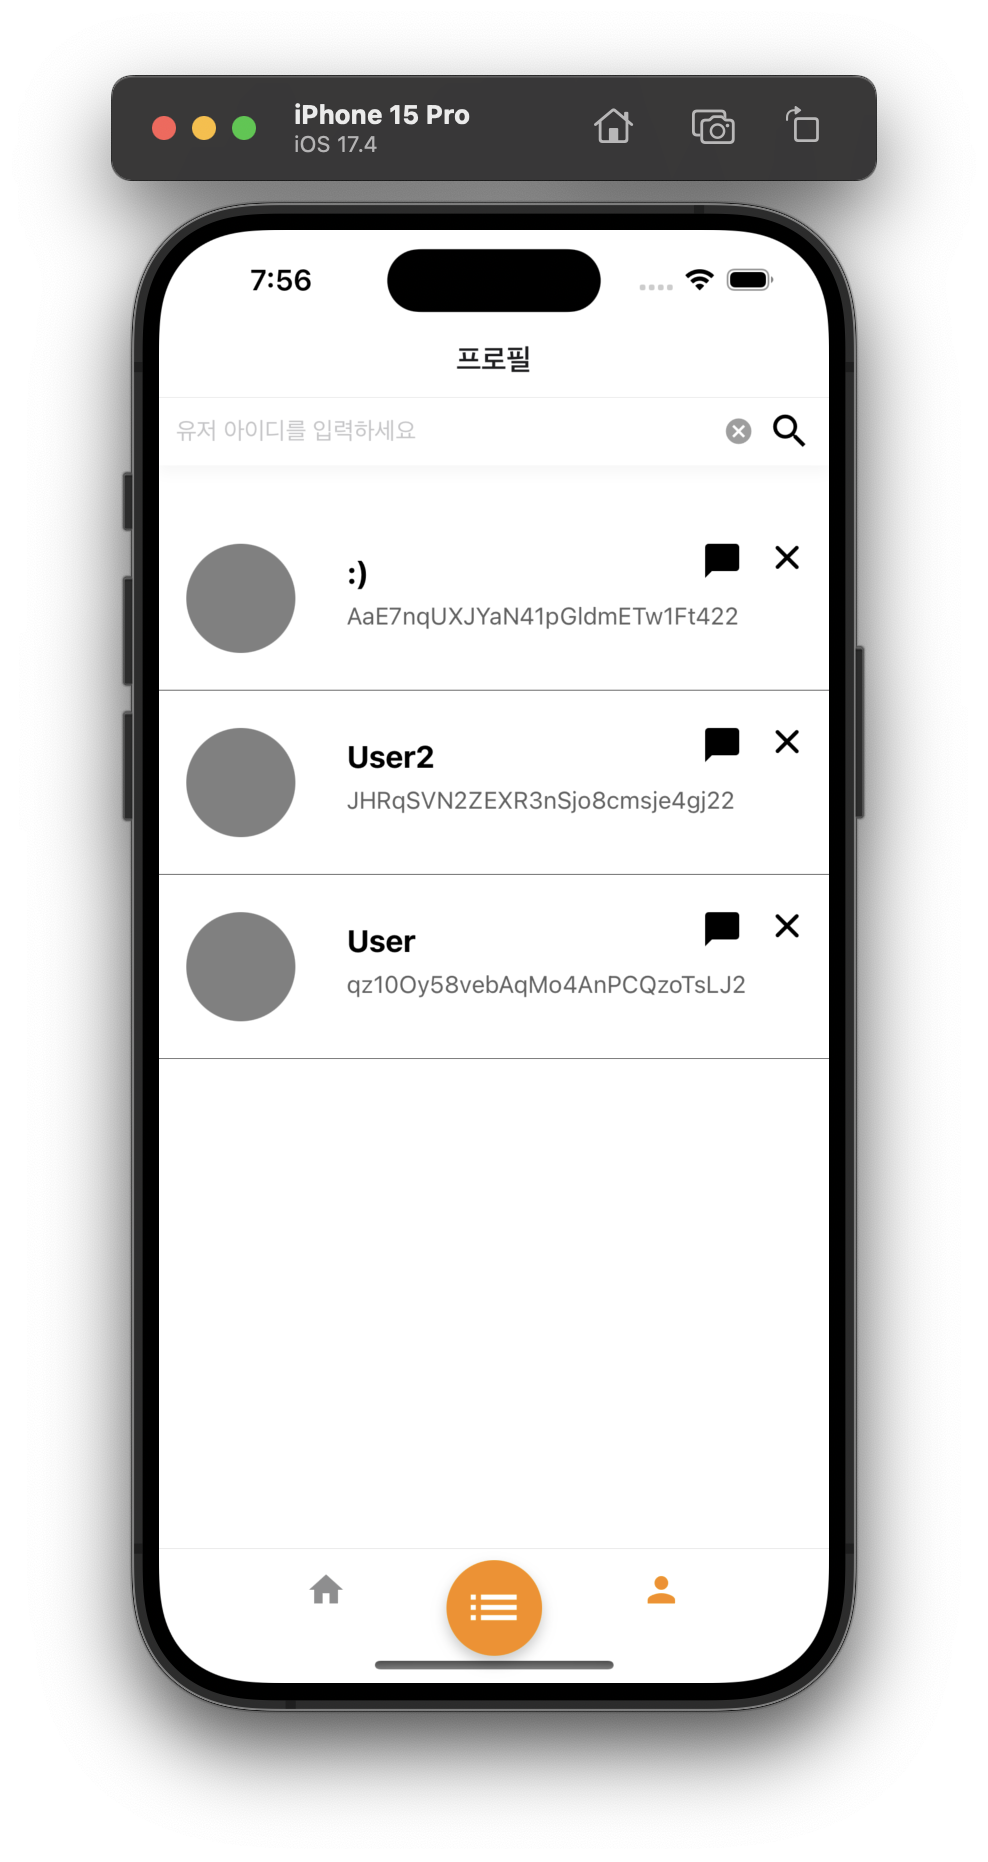 iPhone 15 Pro
iOS 17.4
7:56
프로필
유저 아이디를 입력하세요
:)
AaE7nqUXJYaN41pGldmETw1Ft422
User2
JHRqSVN2ZEXR3nSjo8cmsje4gj22
User
qz10Oy58vebAqMo4AnPCQzoTsLJ2